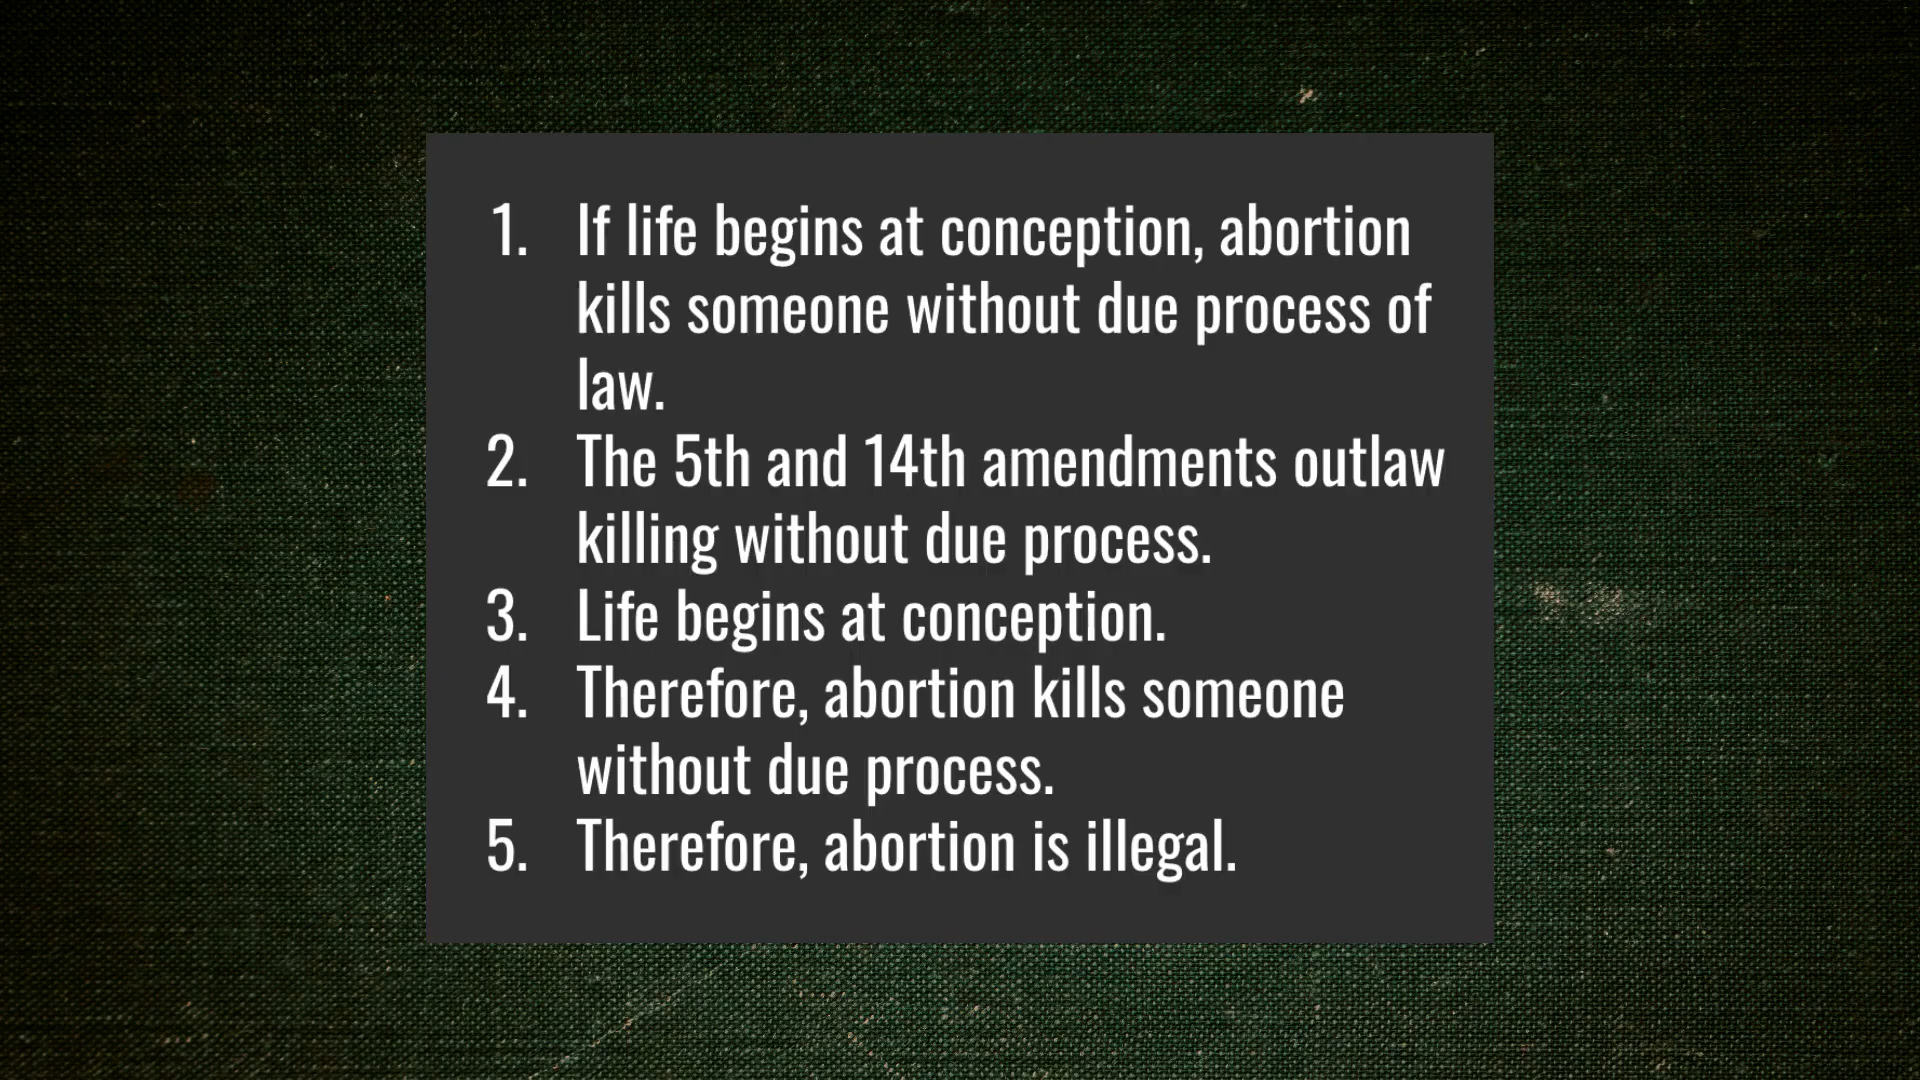 1. If life begins at conception, abortion
kills someone without due process of
law.
2. The 5th and 14th amendments outlaw
killing without due process.
3. Life begins at conception.
4. Therefore, abortion kills someone
without due process.
5. Therefore, abortion is illegal.